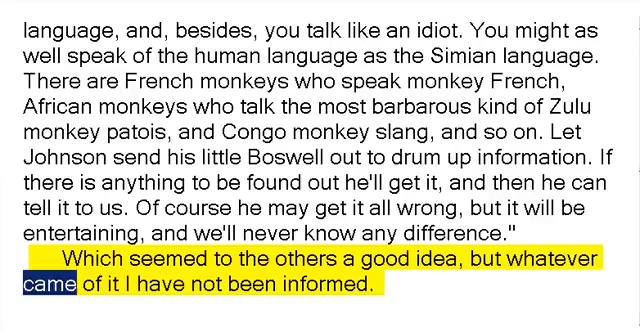 language, and, besides, you talk like an idiot. You might as
well speak of the human language as the Simian language.
There are French monkeys who speak monkey French,
African monkeys who talk the most barbarous kind of Zulu
monkey patois, and Congo monkey slang, and so on. Let
Johnson send his little Boswell out to drum up information. If
there is anything to be found out he'll get it, and then he can
tell it to us. Of course he may get it all wrong, but it will be
entertaining, and we'll never know any difference."
Which seemed to the others a good idea, but whatever
came of it I have not been informed.